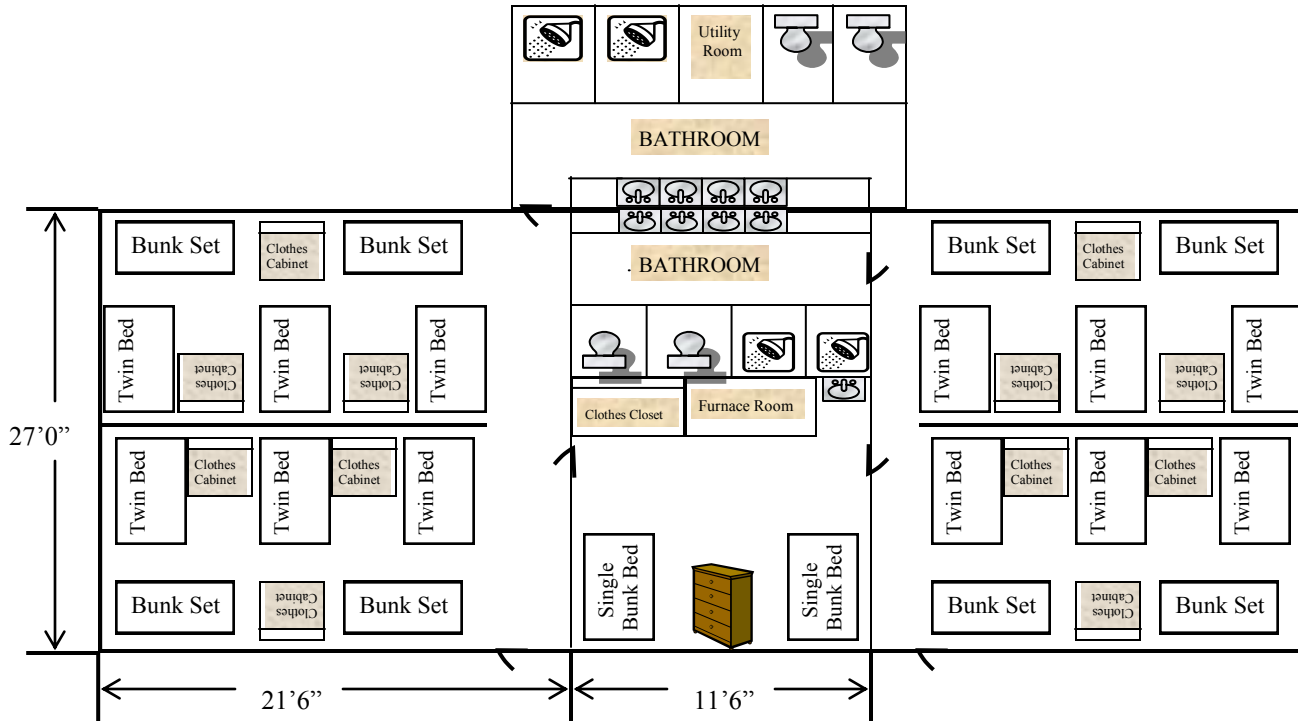 Utility
Room
BATHROOM
BATHROOM
Bunk Set
Clothes
Cabinet
Bunk Set
Bunk Set
Clothes
Cabinet
Bunk Set
Twin Bed
Clothes
Cabinet
Twin Bed
Clothes
Cabinet
Twin Bed
Twin Bed
Clothes
Cabinet
Twin Bed
Clothes
Cabinet
Twin Bed
Clothes Closet
Furnace Room
27’0”
Twin Bed
Clothes
Cabinet
Twin Bed
Clothes
Cabinet
Twin Bed
Twin Bed
Clothes
Cabinet
Twin Bed
Clothes
Cabinet
Twin Bed
Bunk Set
Clothes
Cabinet
Bunk Set
Single
Bunk Bed
Single
Bunk Bed
Bunk Set
Clothes
Cabinet
Bunk Set
21’6”
11’6”